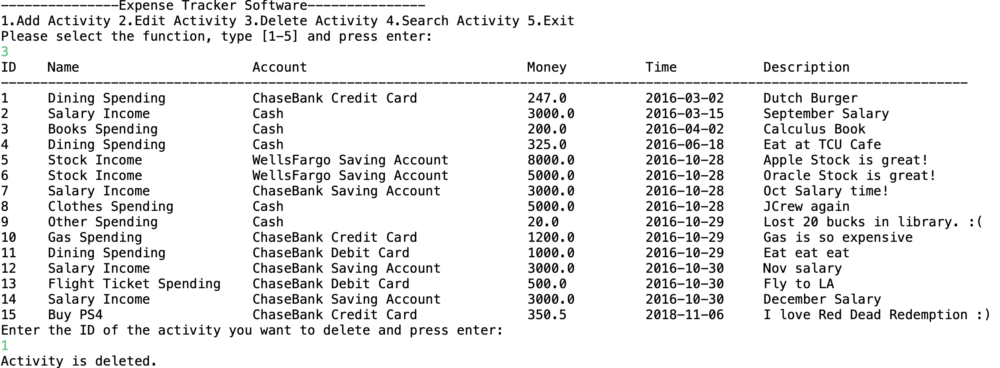 ---------------Expense Tracker Software---------------
1.Add Activity 2.Edit Activity 3.Delete Activity 4.Search Activity 5.Exit
Please select the function, type [1-5] and press enter:
3
ID    Name                      Account                            Money          Time           Description
---------------------------------------------------------------------------------------------------------------------------
1     Dining Spending           ChaseBank Credit Card              247.0          2016-03-02     Dutch Burger
2     Salary Income             Cash                               3000.0         2016-03-15     September Salary
3     Books Spending            Cash                               200.0          2016-04-02     Calculus Book
4     Dining Spending           Cash                               325.0          2016-06-18     Eat at TCU Cafe
5     Stock Income              WellsFargo Saving Account          8000.0         2016-10-28     Apple Stock is great!
6     Stock Income              WellsFargo Saving Account          5000.0         2016-10-28     Oracle Stock is great!
7     Salary Income             ChaseBank Saving Account           3000.0         2016-10-28     Oct Salary time!
8     Clothes Spending          Cash                               5000.0         2016-10-28     JCrew again
9     Other Spending            Cash                               20.0           2016-10-29     Lost 20 bucks in library. :(
10    Gas Spending              ChaseBank Credit Card              1200.0         2016-10-29     Gas is so expensive
11    Dining Spending           ChaseBank Debit Card               1000.0         2016-10-29     Eat eat eat
12    Salary Income             ChaseBank Saving Account           3000.0         2016-10-30     Nov salary
13    Flight Ticket Spending    ChaseBank Debit Card               500.0          2016-10-30     Fly to LA
14    Salary Income             ChaseBank Saving Account           3000.0         2016-10-30     December Salary
15    Buy PS4                   ChaseBank Credit Card              350.5          2018-11-06     I love Red Dead Redemption :)
Enter the ID of the activity you want to delete and press enter:
1
Activity is deleted.